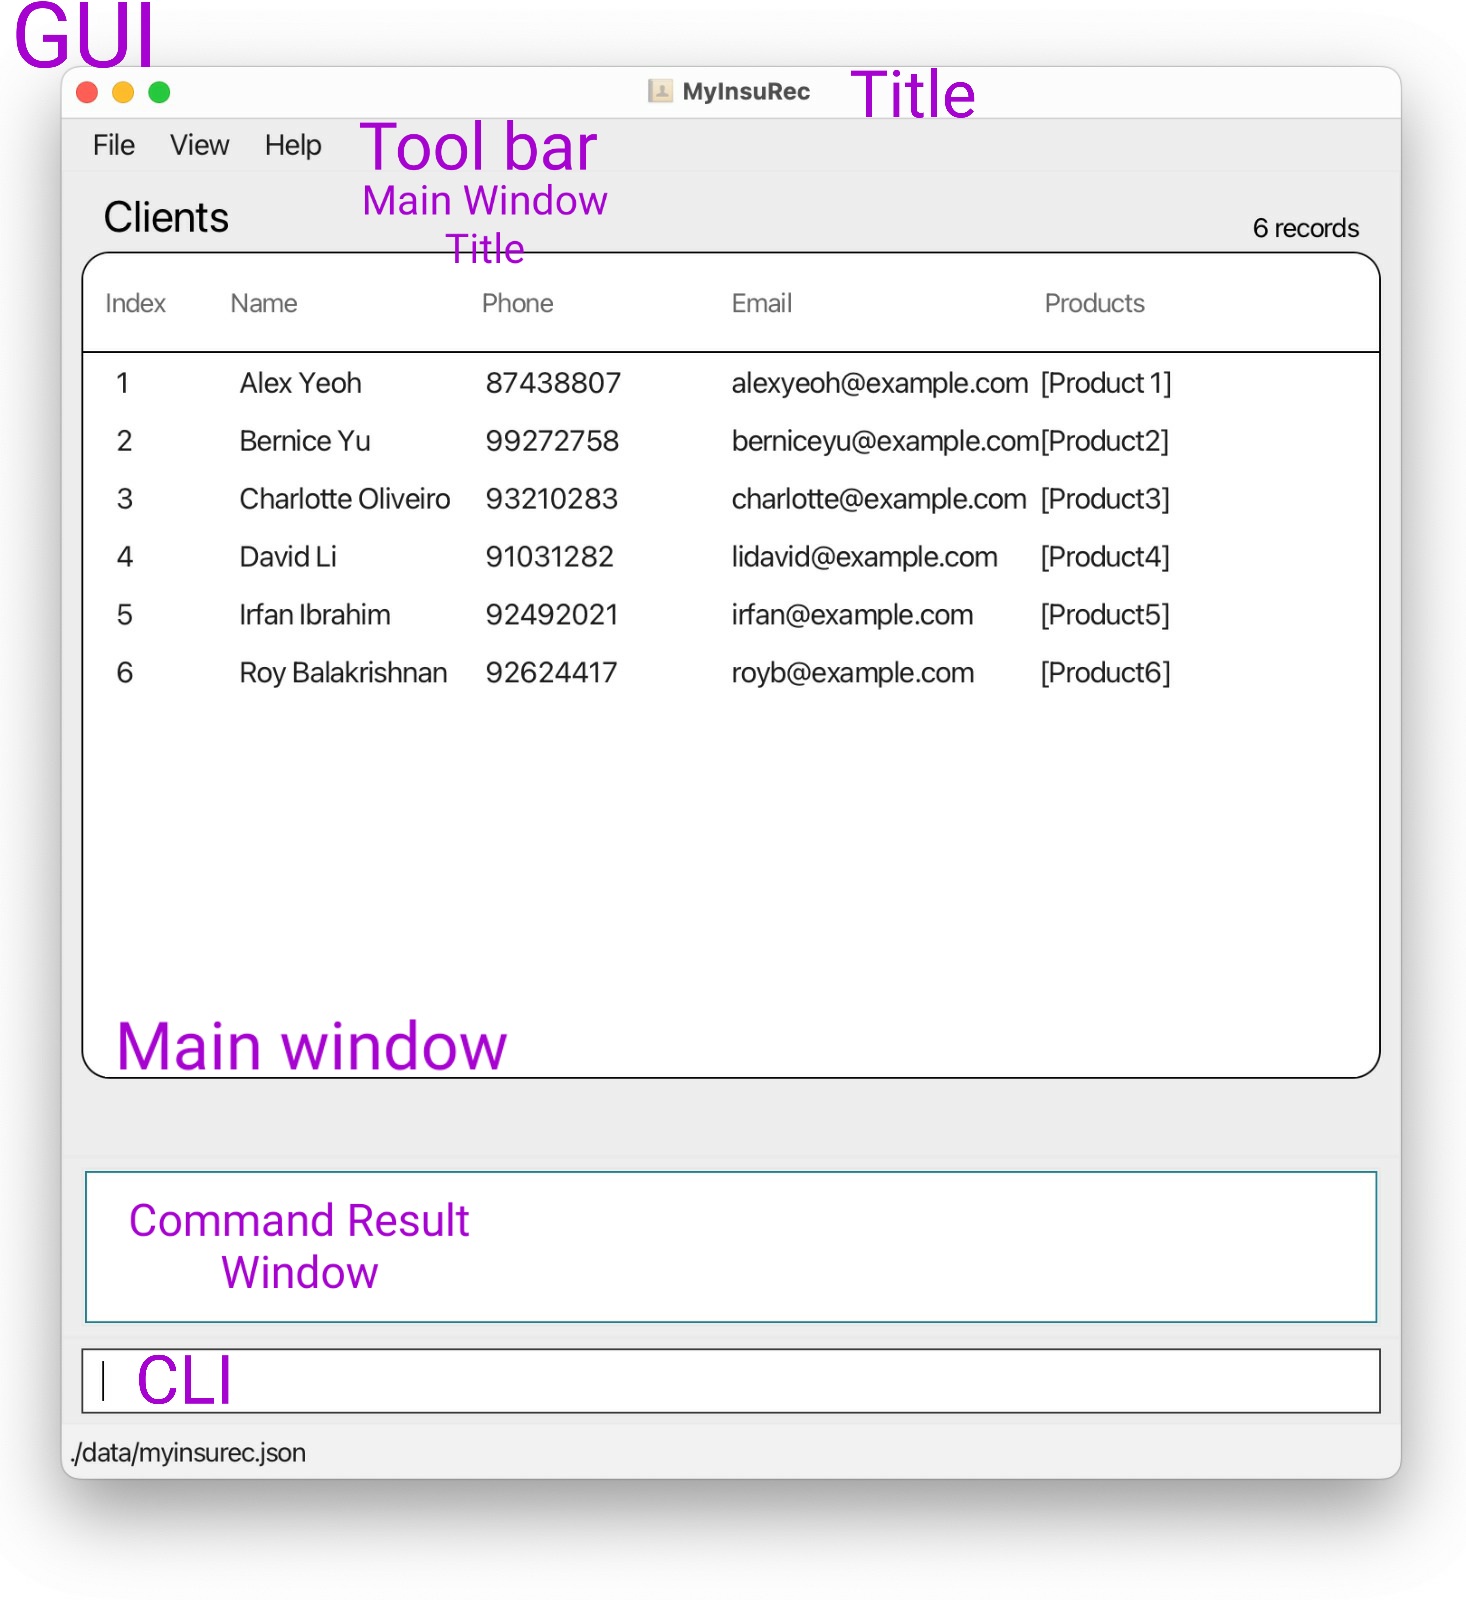 GUI
MyInsuRec Title
File View Help Tool bar
Main Window
Title
Clients
6 records
Index Name Phone Email Products
1 Alex Yeoh 87438807 alexyeoh@example.com [Product 1]
2 Bernice Yu 99272758 berniceyu@example.com[Product2]
3 Charlotte Oliveiro 93210283 charlotte@example.com [Product3]
4 David Li 91031282 lidavid@example.com [Product4]
5 Irfan Ibrahim 92492021 irfan@example.com [Product5]
6 Roy Balakrishnan 92624417 royb@example.com [Product6]
Main window
Command Result
Window
CLI
./data/myinsurec.json